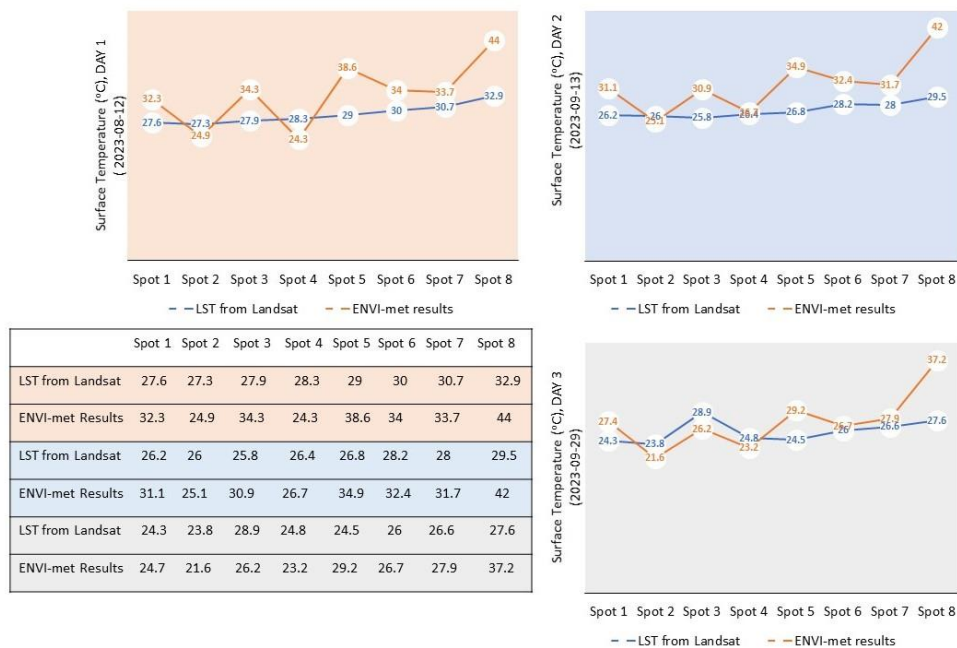 Surface Temperature (°C), DAY 1
( 2023-08-12)
32.3 24.9 34.3 24.3 38.6 34 33.7 44
27.6 27.3 27.9 28.3 29 30 30.7 32.9
Spot 1 Spot 2 Spot 3 Spot 4 Spot 5 Spot 6 Spot 7 Spot 8
LST from Landsat ENVI-met results
Surface Temperature (°C), DAY 2
(2023-09-13)
31.1 25.1 30.9 26.7 34.9 32.4 31.7 42
26.2 26 25.8 26.4 26.8 28.2 28 29.5
Spot 1 Spot 2 Spot 3 Spot 4 Spot 5 Spot 6 Spot 7 Spot 8
LST from Landsat ENVI-met results
Spot 1 Spot 2 Spot 3 Spot 4 Spot 5 Spot 6 Spot 7 Spot 8
LST from Landsat 27.6 27.3 27.9 28.3 29 30 30.7 32.9
ENVI-met Results 32.3 24.9 34.3 24.3 38.6 34 33.7 44
LST from Landsat 26.2 26 25.8 26.4 26.8 28.2 28 29.5
ENVI-met Results 31.1 25.1 30.9 26.7 34.9 32.4 31.7 42
LST from Landsat 24.3 23.8 28.9 24.8 24.5 26 26.6 27.6
ENVI-met Results 24.7 21.6 26.2 23.2 29.2 26.7 27.9 37.2
Surface Temperature (°C), DAY 3
(2023-09-29)
27.4 21.6 26.2 23.2 29.2 26.7 27.9 37.2
24.3 23.8 28.9 24.8 24.5 26 26.6 27.6
Spot 1 Spot 2 Spot 3 Spot 4 Spot 5 Spot 6 Spot 7 Spot 8
LST from Landsat ENVI-met results